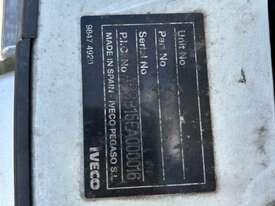 Unit No
Part No
Serial No
P.I.C. No
MADE IN SPAIN - IVECO PEGASO S.L.
IVECO